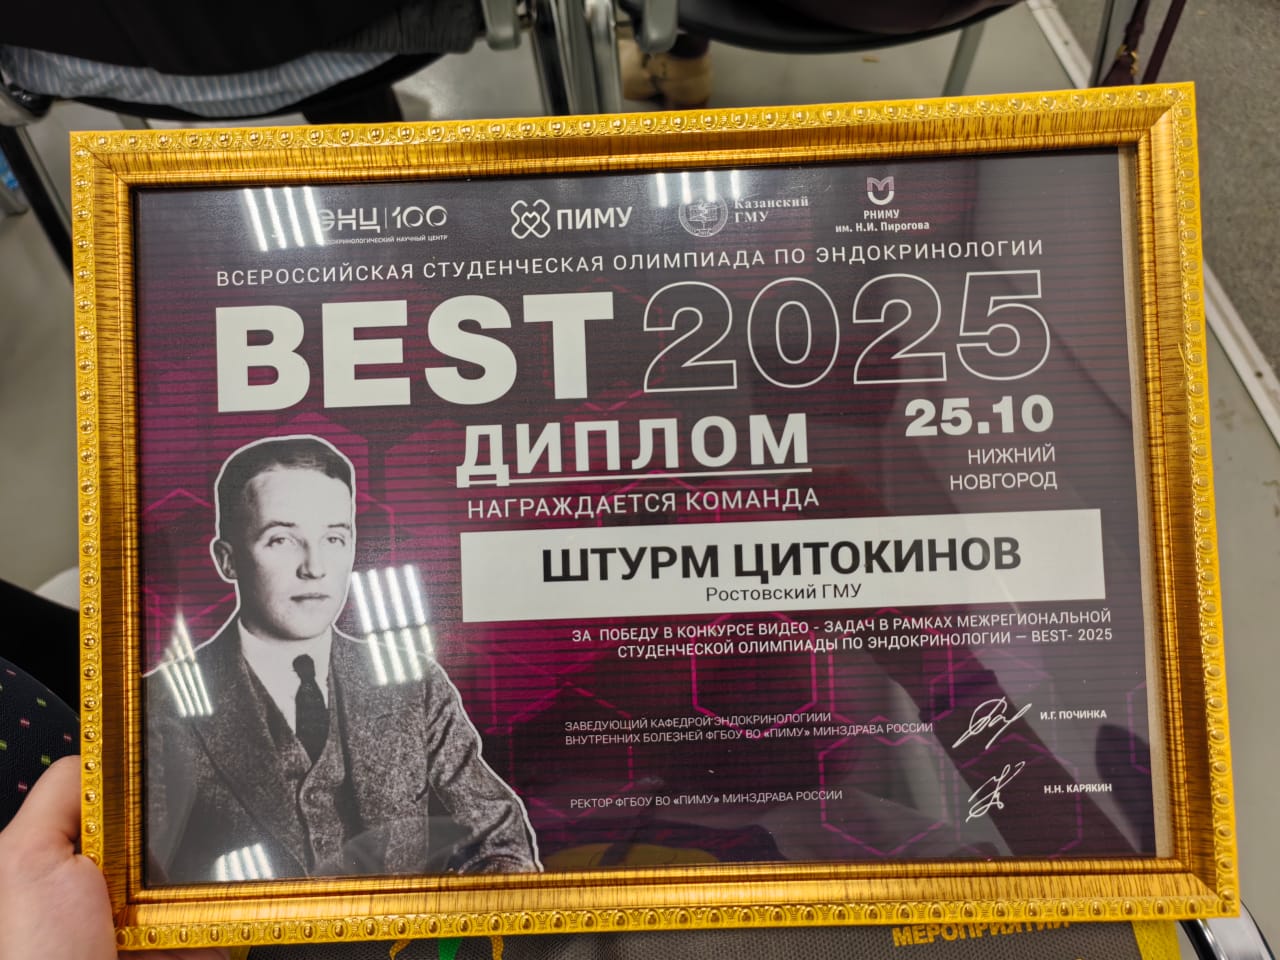 ЭНЦ 100
ПИМУ
Казанский
ГМУ
РНИМУ
им. Н.И. Пирогова
НАУЧНЫЙ ЦЕНТР
ВСЕРОССИЙСКАЯ СТУДЕНЧЕСКАЯ ОЛИМПИАДА ПО ЭНДОКРИНОЛОГИИ
BEST 2025
ДИПЛОМ
25.10
НИЖНИЙ
НОВГОРОД
НАГРАЖДАЕТСЯ КОМАНДА
ШТУРМ ЦИТОКИНОВ
Ростовский ГМУ
ЗА ПОБЕДУ В КОНКУРСЕ ВИДЕО - ЗАДАЧ В РАМКАХ МЕЖРЕГИОНАЛЬНОЙ
СТУДЕНЧЕСКОЙ ОЛИМПИАДЫ ПО ЭНДОКРИНОЛОГИИ — BEST- 2025
ЗАВЕДУЮЩИЙ КАФЕДРОЙ ЭНДОКРИНОЛОГИИИ
ВНУТРЕННИХ БОЛЕЗНЕЙ ФГБОУ ВО «ПИМУ» МИНЗДРАВА РОССИИ
И.Г. ПОЧИНКА
РЕКТОР ФГБОУ ВО «ПИМУ» МИНЗДРАВА РОССИИ
Н.Н. КАРЯКИН
МЕРОПРИЯТИЙ